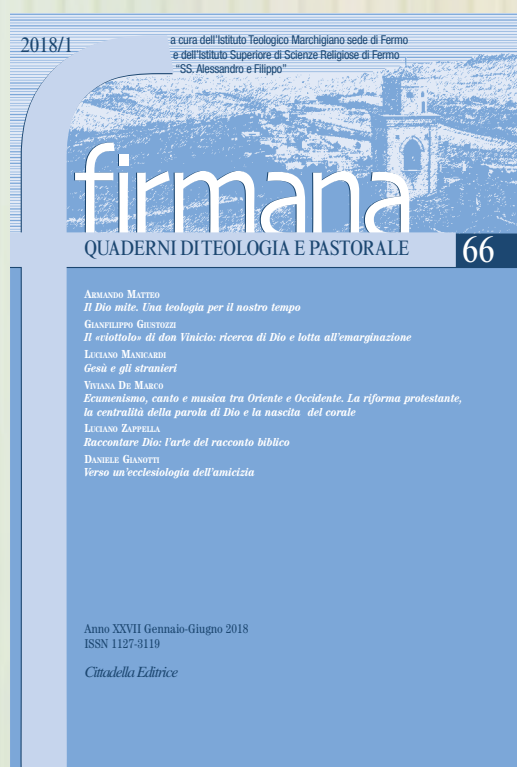 2018/1
a cura dell'Istituto Teologico Marchigiano sede di Fermo
e dell'Istituto Superiore di Scienze Religiose di Fermo
"SS. Alessandro e Filippo"
firmana
QUADERNI DI TEOLOGIA E PASTORALE
66
ARMANDO MATTEO
Il Dio mite. Una teologia per il nostro tempo
GIANFILIPPO GIUSTOZZI
Il «viottolo» di don Vinicio: ricerca di Dio e lotta all'emarginazione
LUCIANO MANICARDI
Gesù e gli stranieri
VIVIANA DE MARCO
Ecumenismo, canto e musica tra Oriente e Occidente. La riforma protestante,
la centralità della parola di Dio e la nascita del corale
LUCIANO ZAPPELLA
Raccontare Dio: l'arte del racconto biblico
DANIELE GIANOTTI
Verso un'ecclesiologia dell'amicizia
Anno XXVII Gennaio-Giugno 2018
ISSN 1127-3119
Cittadella Editrice